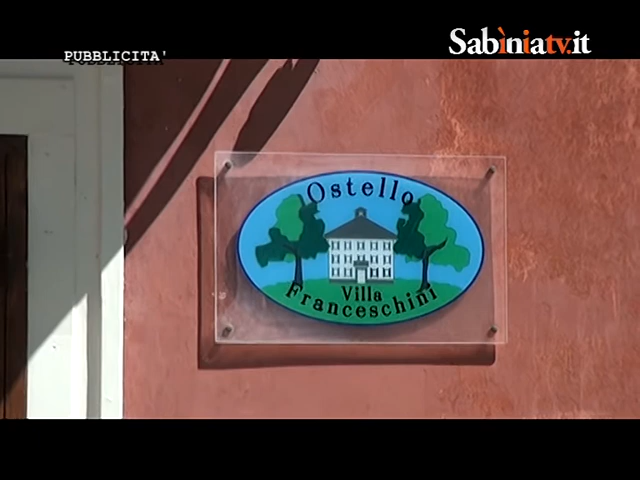 Sabìniatv.it
PUBBLICITA'
Ostello
Villa
Franceschini